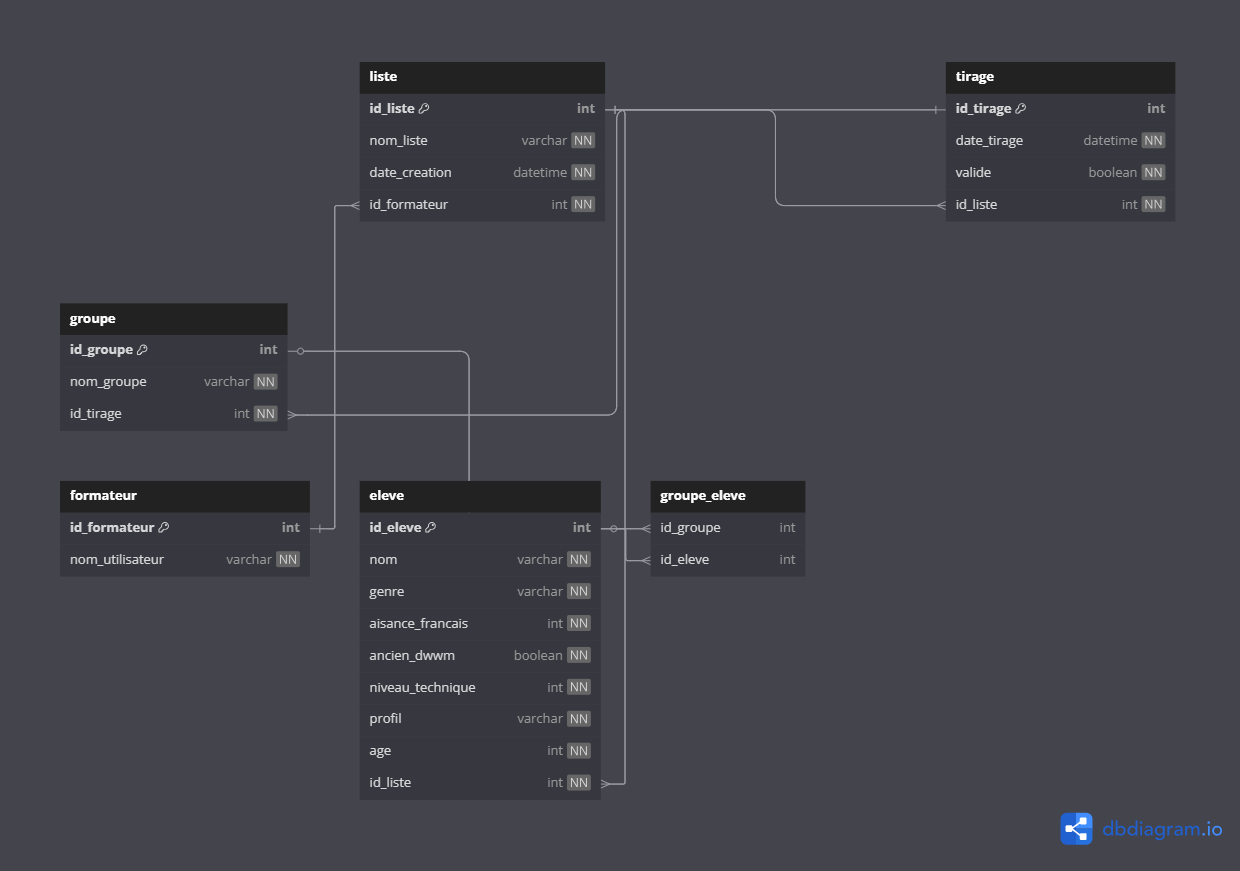 liste
id_liste int
nom_liste varchar NN
date_creation datetime NN
id_formateur int NN
tirage
id_tirage int
date_tirage datetime NN
valide boolean NN
id_liste int NN
groupe
id_groupe int
nom_groupe varchar NN
id_tirage int NN
formateur
id_formateur int
nom_utilisateur varchar NN
eleve
id_eleve int
nom varchar NN
genre varchar NN
aisance_francais int NN
ancien_dwwm boolean NN
niveau_technique int NN
profil varchar NN
age int NN
id_liste int NN
groupe_eleve
id_groupe int
id_eleve int
dbdiagram.io